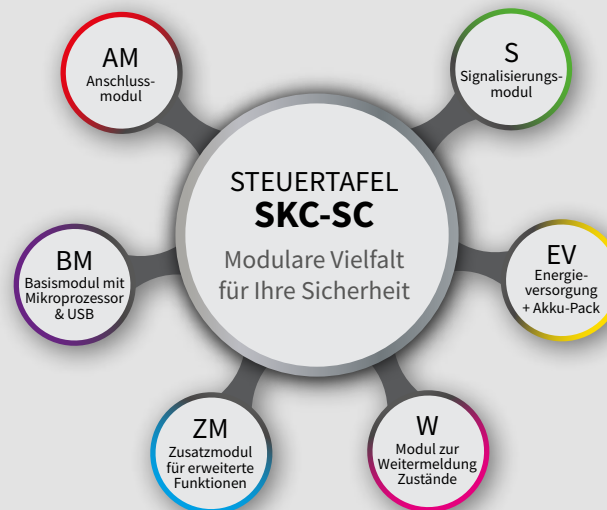 AM
Anschluss-
modul
S
Signalisierungs-
modul
STEUERTAFEL
SKC-SC
Modulare Vielfalt
für Ihre Sicherheit
BM
Basismodul mit
Mikroprozessor
& USB
EV
Energie-
versorgung
+ Akku-Pack
ZM
Zusatzmodul
für erweiterte
Funktionen
W
Modul zur
Weitermeldung
Zustände